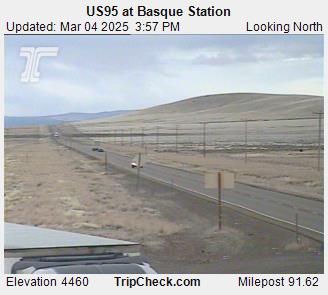 US95 at Basque Station
Updated: Mar 04 2025 3:57 PM Looking North
Elevation 4460 TripCheck.com Milepost 91.62